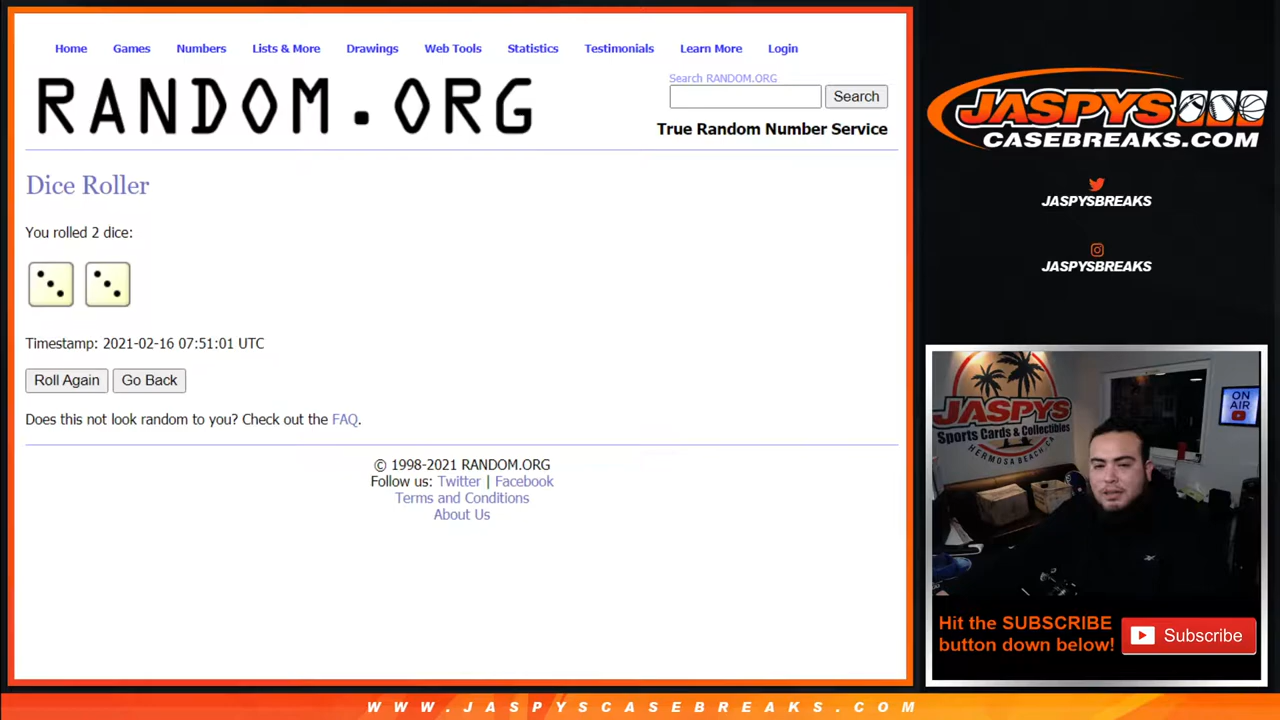 Home Games Numbers Lists & More Drawings Web Tools Statistics Testimonials Learn More Login
RANDOM.ORG
Search RANDOM.ORG
Search
True Random Number Service
Dice Roller
You rolled 2 dice:
Timestamp: 2021-02-16 07:51:01 UTC
Roll Again Go Back
Does this not look random to you? Check out the FAQ.
© 1998-2021 RANDOM.ORG
Follow us: Twitter | Facebook
Terms and Conditions
About Us
JASPYS
CASEBREAKS.COM
JASPYSBREAKS
JASPYSBREAKS
JASPYS
Sports Cards & Collectibles
HERMOSA BEACH, CA
ON
AIR
Hit the SUBSCRIBE
button down below!
Subscribe
WWW.JASPYSCASEBREAKS.COM